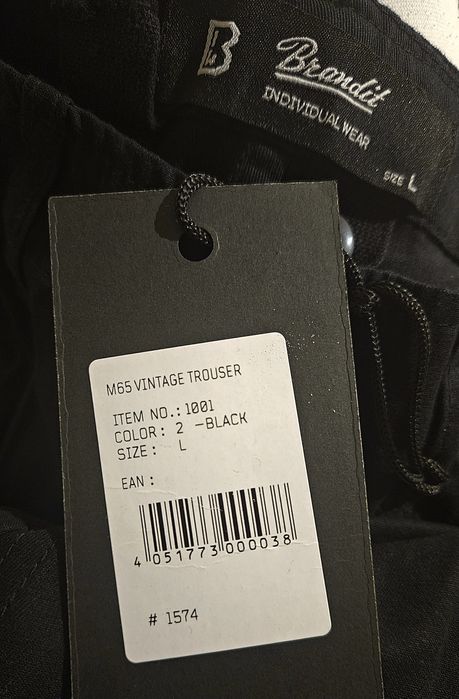 B
Brandit
INDIVIDUAL WEAR
SIZE L
M65 VINTAGE TROUSER
ITEM NO.: 1001
COLOR: 2 -BLACK
SIZE: L
EAN :
4 051773 000038
# 1574